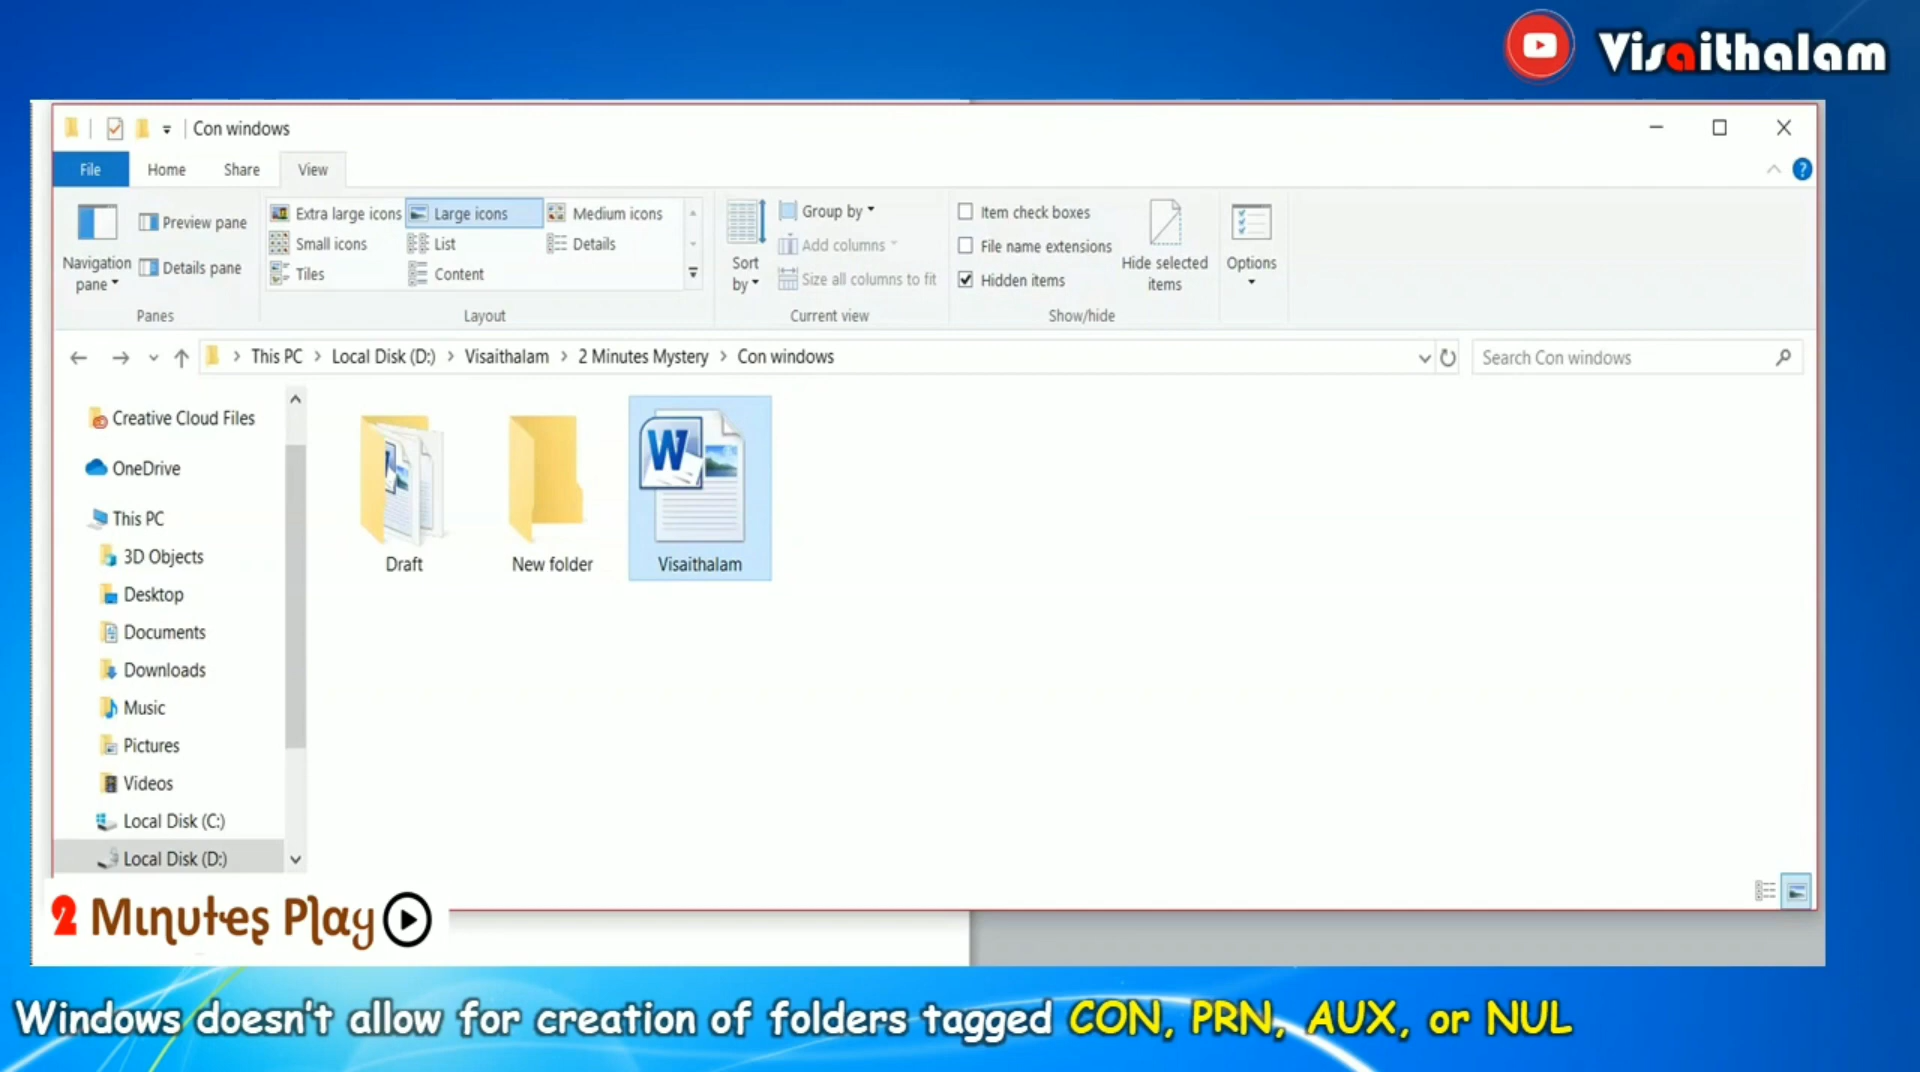 Visaithalam
Con windows
File Home Share View
Navigation pane
Preview pane
Details pane
Panes
Extra large icons Large icons Medium icons
Small icons List Details
Tiles Content
Layout
Sort by
Group by
Add columns
Size all columns to fit
Current view
Item check boxes
File name extensions
Hidden items
Hide selected items
Show/hide
Options
This PC > Local Disk (D:) > Visaithalam > 2 Minutes Mystery > Con windows
Search Con windows
Creative Cloud Files
OneDrive
This PC
3D Objects
Desktop
Documents
Downloads
Music
Pictures
Videos
Local Disk (C:)
Local Disk (D:)
W
Draft New folder Visaithalam
2 Minutes Play
Windows doesn't allow for creation of folders tagged CON, PRN, AUX, or NUL